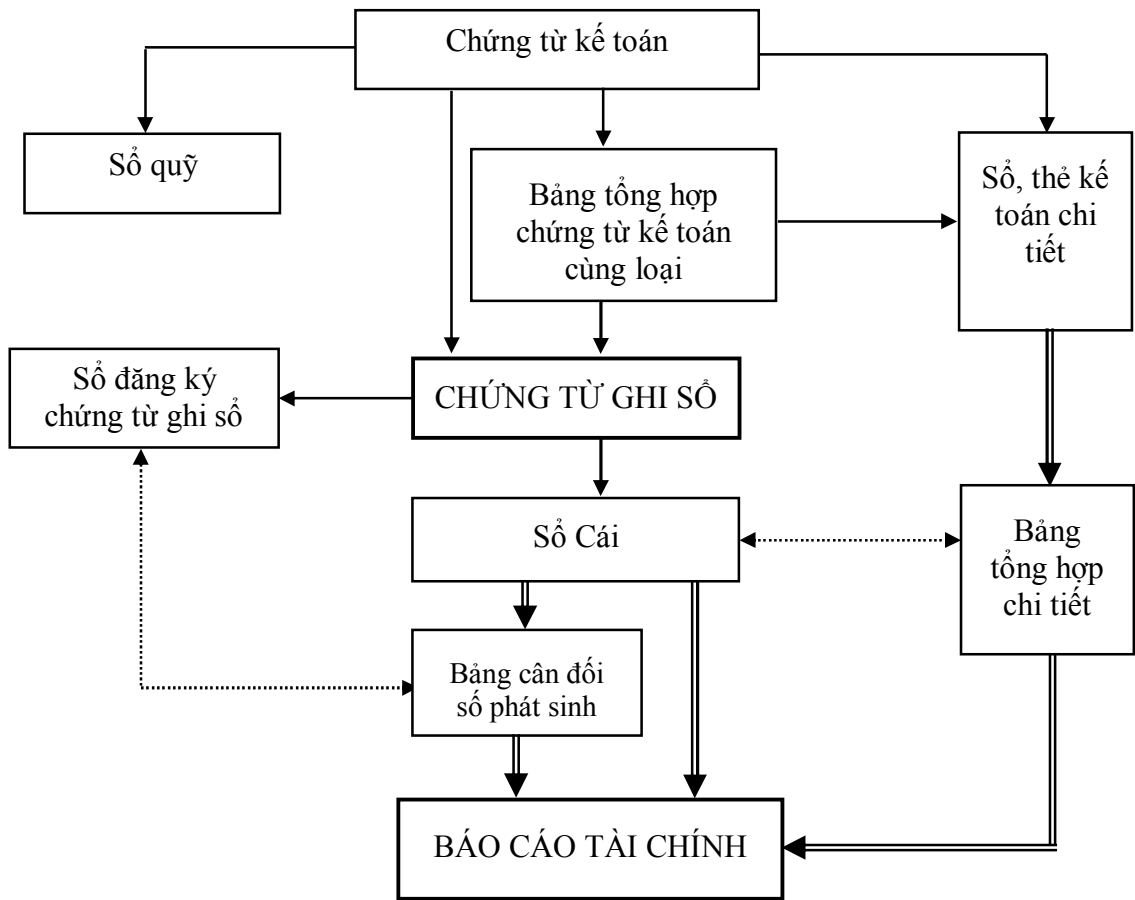 Chứng từ kế toán
Sổ quỹ
Bảng tổng hợp
chứng từ kế toán
cùng loại
Sổ, thẻ kế
toán chi
tiết
Sổ đăng ký
chứng từ ghi sổ
CHỨNG TỪ GHI SỔ
Sổ Cái
Bảng
tổng hợp
chi tiết
Bảng cân đối
số phát sinh
BÁO CÁO TÀI CHÍNH